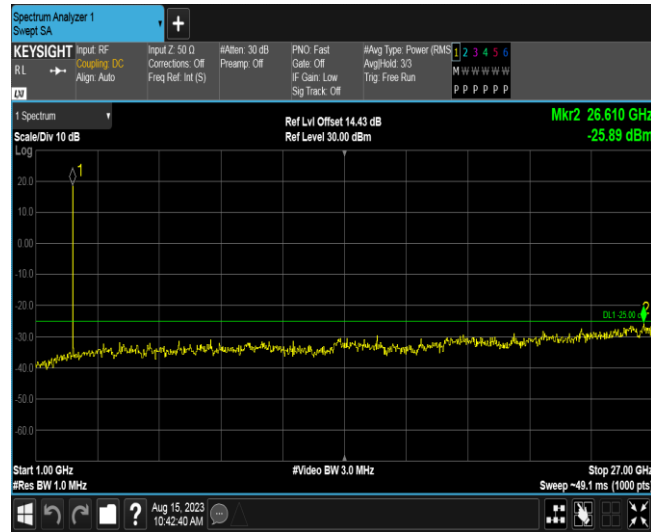 Spectrum Analyzer 1
Swept SA
KEYSIGHT
RL
LXI
Input: RF
Coupling: DC
Align: Auto
Input Z: 50 Ω
Corrections: Off
Freq Ref: Int (S)
#Atten: 30 dB
Preamp: Off
PNO: Fast
Gate: Off
IF Gain: Low
Sig Track: Off
#Avg Type: Power (RMS
Avg|Hold: 3/3
Trig: Free Run
1 2 3 4 5 6
M W W W W W
P P P P P P
1 Spectrum
Scale/Div 10 dB
Log
Ref Lvl Offset 14.43 dB
Ref Level 30.00 dBm
Mkr2 26.610 GHz
-25.89 dBm
1
20.0
10.0
0.00
-10.0
-20.0
DL1 -25.00
2
-30.0
-40.0
-50.0
-60.0
Start 1.00 GHz
#Video BW 3.0 MHz
Stop 27.00 GHz
#Res BW 1.0 MHz
Sweep ~49.1 ms (1000 pts)
?
Aug 15, 2023
10:42:40 AM